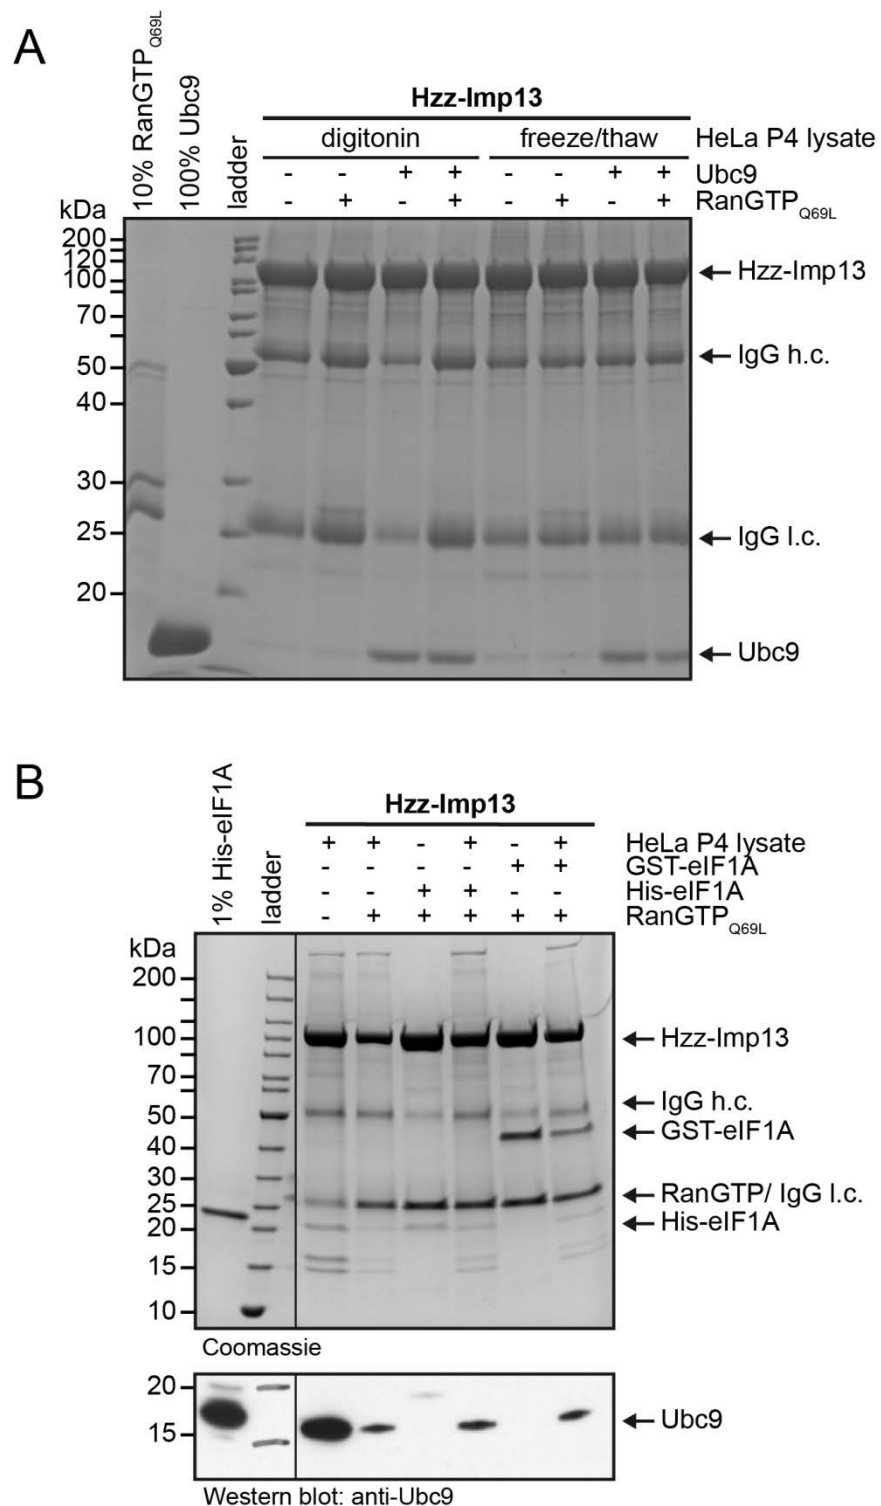 A
10% RanGTPQ69L
100% Ubc9
ladder
Hzz-Imp13
digitonin freeze/thaw HeLa P4 lysate
- - + + - - + + Ubc9
- + - + - + - + RanGTPQ69L
kDa
200
120
100
70
50
40
30
25
20
Hzz-Imp13
IgG h.c.
IgG l.c.
Ubc9
B
1% His-eIF1A
ladder
Hzz-Imp13
+ + - + - + HeLa P4 lysate
- - - - + + GST-eIF1A
- - + + - - His-eIF1A
- + + + + + RanGTPQ69L
kDa
200
100
70
50
40
30
25
20
15
10
Hzz-Imp13
IgG h.c.
GST-eIF1A
RanGTP/ IgG l.c.
His-eIF1A
Coomassie
20
15
Ubc9
Western blot: anti-Ubc9